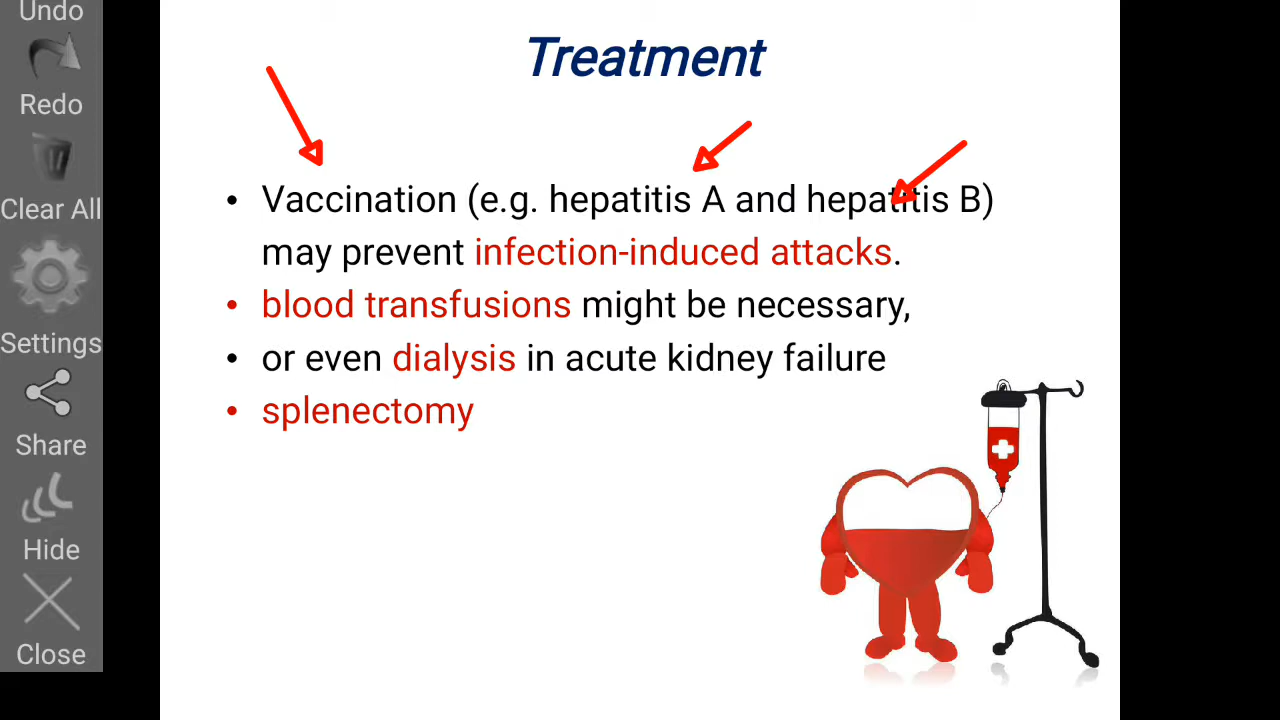 Undo
Redo
Clear All
Settings
Share
Hide
Close
Treatment
• Vaccination (e.g. hepatitis A and hepatitis B)
may prevent infection-induced attacks.
• blood transfusions might be necessary,
• or even dialysis in acute kidney failure
• splenectomy